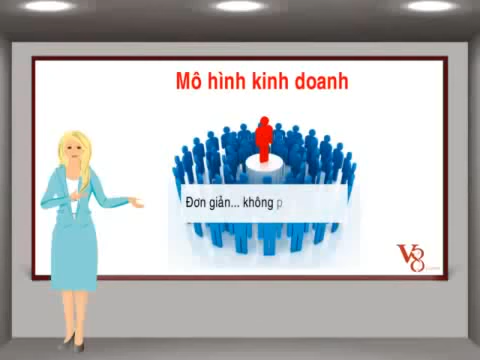 Mô hình kinh doanh
Đơn giản... không p
V8